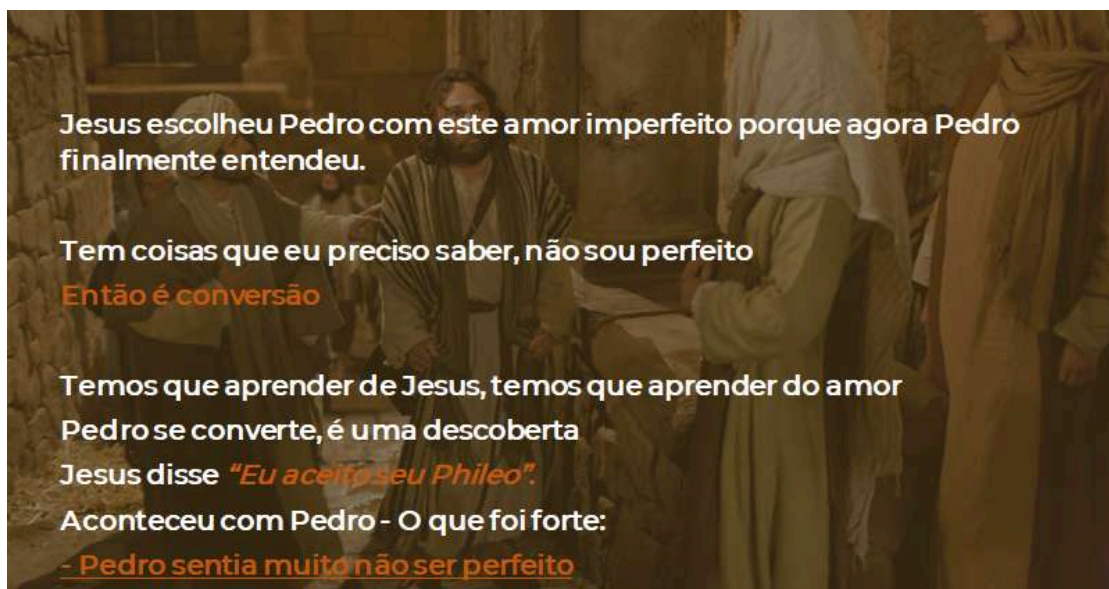 Jesus escolheu Pedro com este amor imperfeito porque agora Pedro
finalmente entendeu.
Tem coisas que eu preciso saber, não sou perfeito
Então é conversão
Temos que aprender de Jesus, temos que aprender do amor
Pedro se converte, é uma descoberta
Jesus disse “Eu aceito seu Phileo”.
Aconteceu com Pedro - O que foi forte:
- Pedro sentia muito não ser perfeito